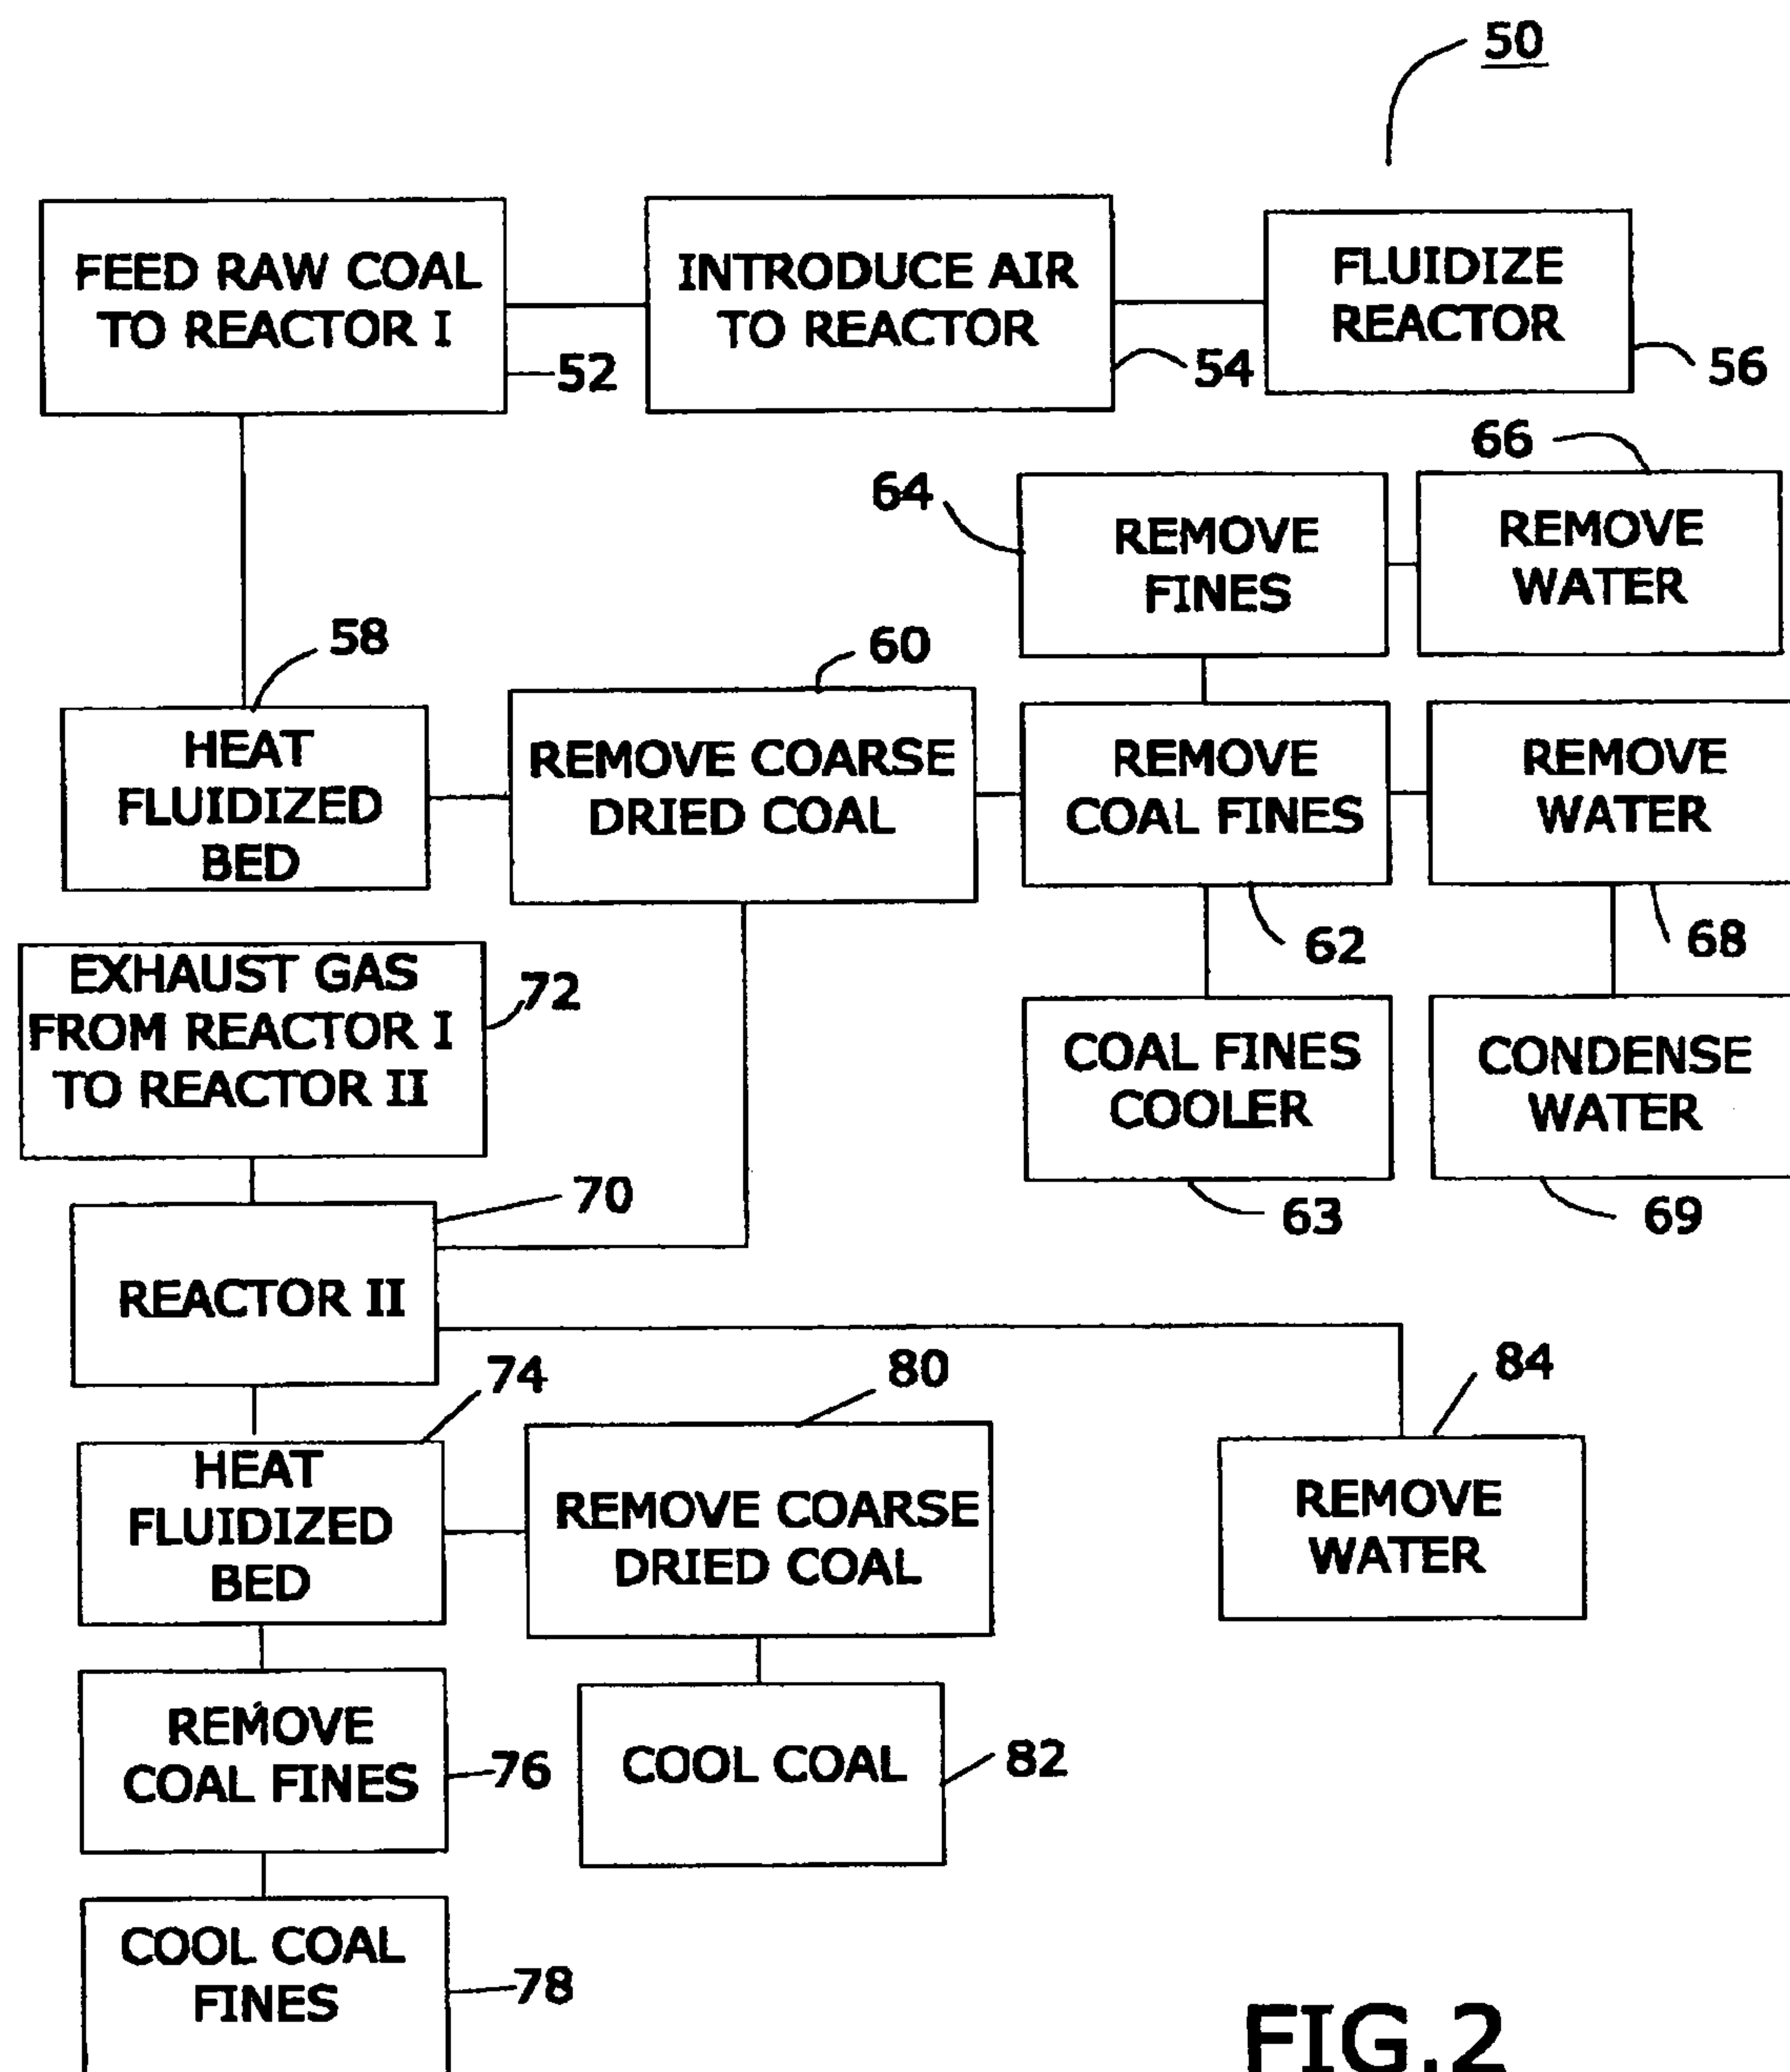 50
FEED RAW COAL
TO REACTOR I
52
INTRODUCE AIR
TO REACTOR
54
FLUIDIZE
REACTOR
56
64
REMOVE
FINES
66
REMOVE
WATER
58
HEAT
FLUIDIZED
BED
60
REMOVE COARSE
DRIED COAL
REMOVE
COAL FINES
62
REMOVE
WATER
68
EXHAUST GAS
FROM REACTOR I
TO REACTOR II
72
COAL FINES
COOLER
63
CONDENSE
WATER
69
70
REACTOR II
74
HEAT
FLUIDIZED
BED
80
REMOVE COARSE
DRIED COAL
84
REMOVE
WATER
REMOVE
COAL FINES
76
COOL COAL
82
COOL COAL
FINES
78
FIG.2